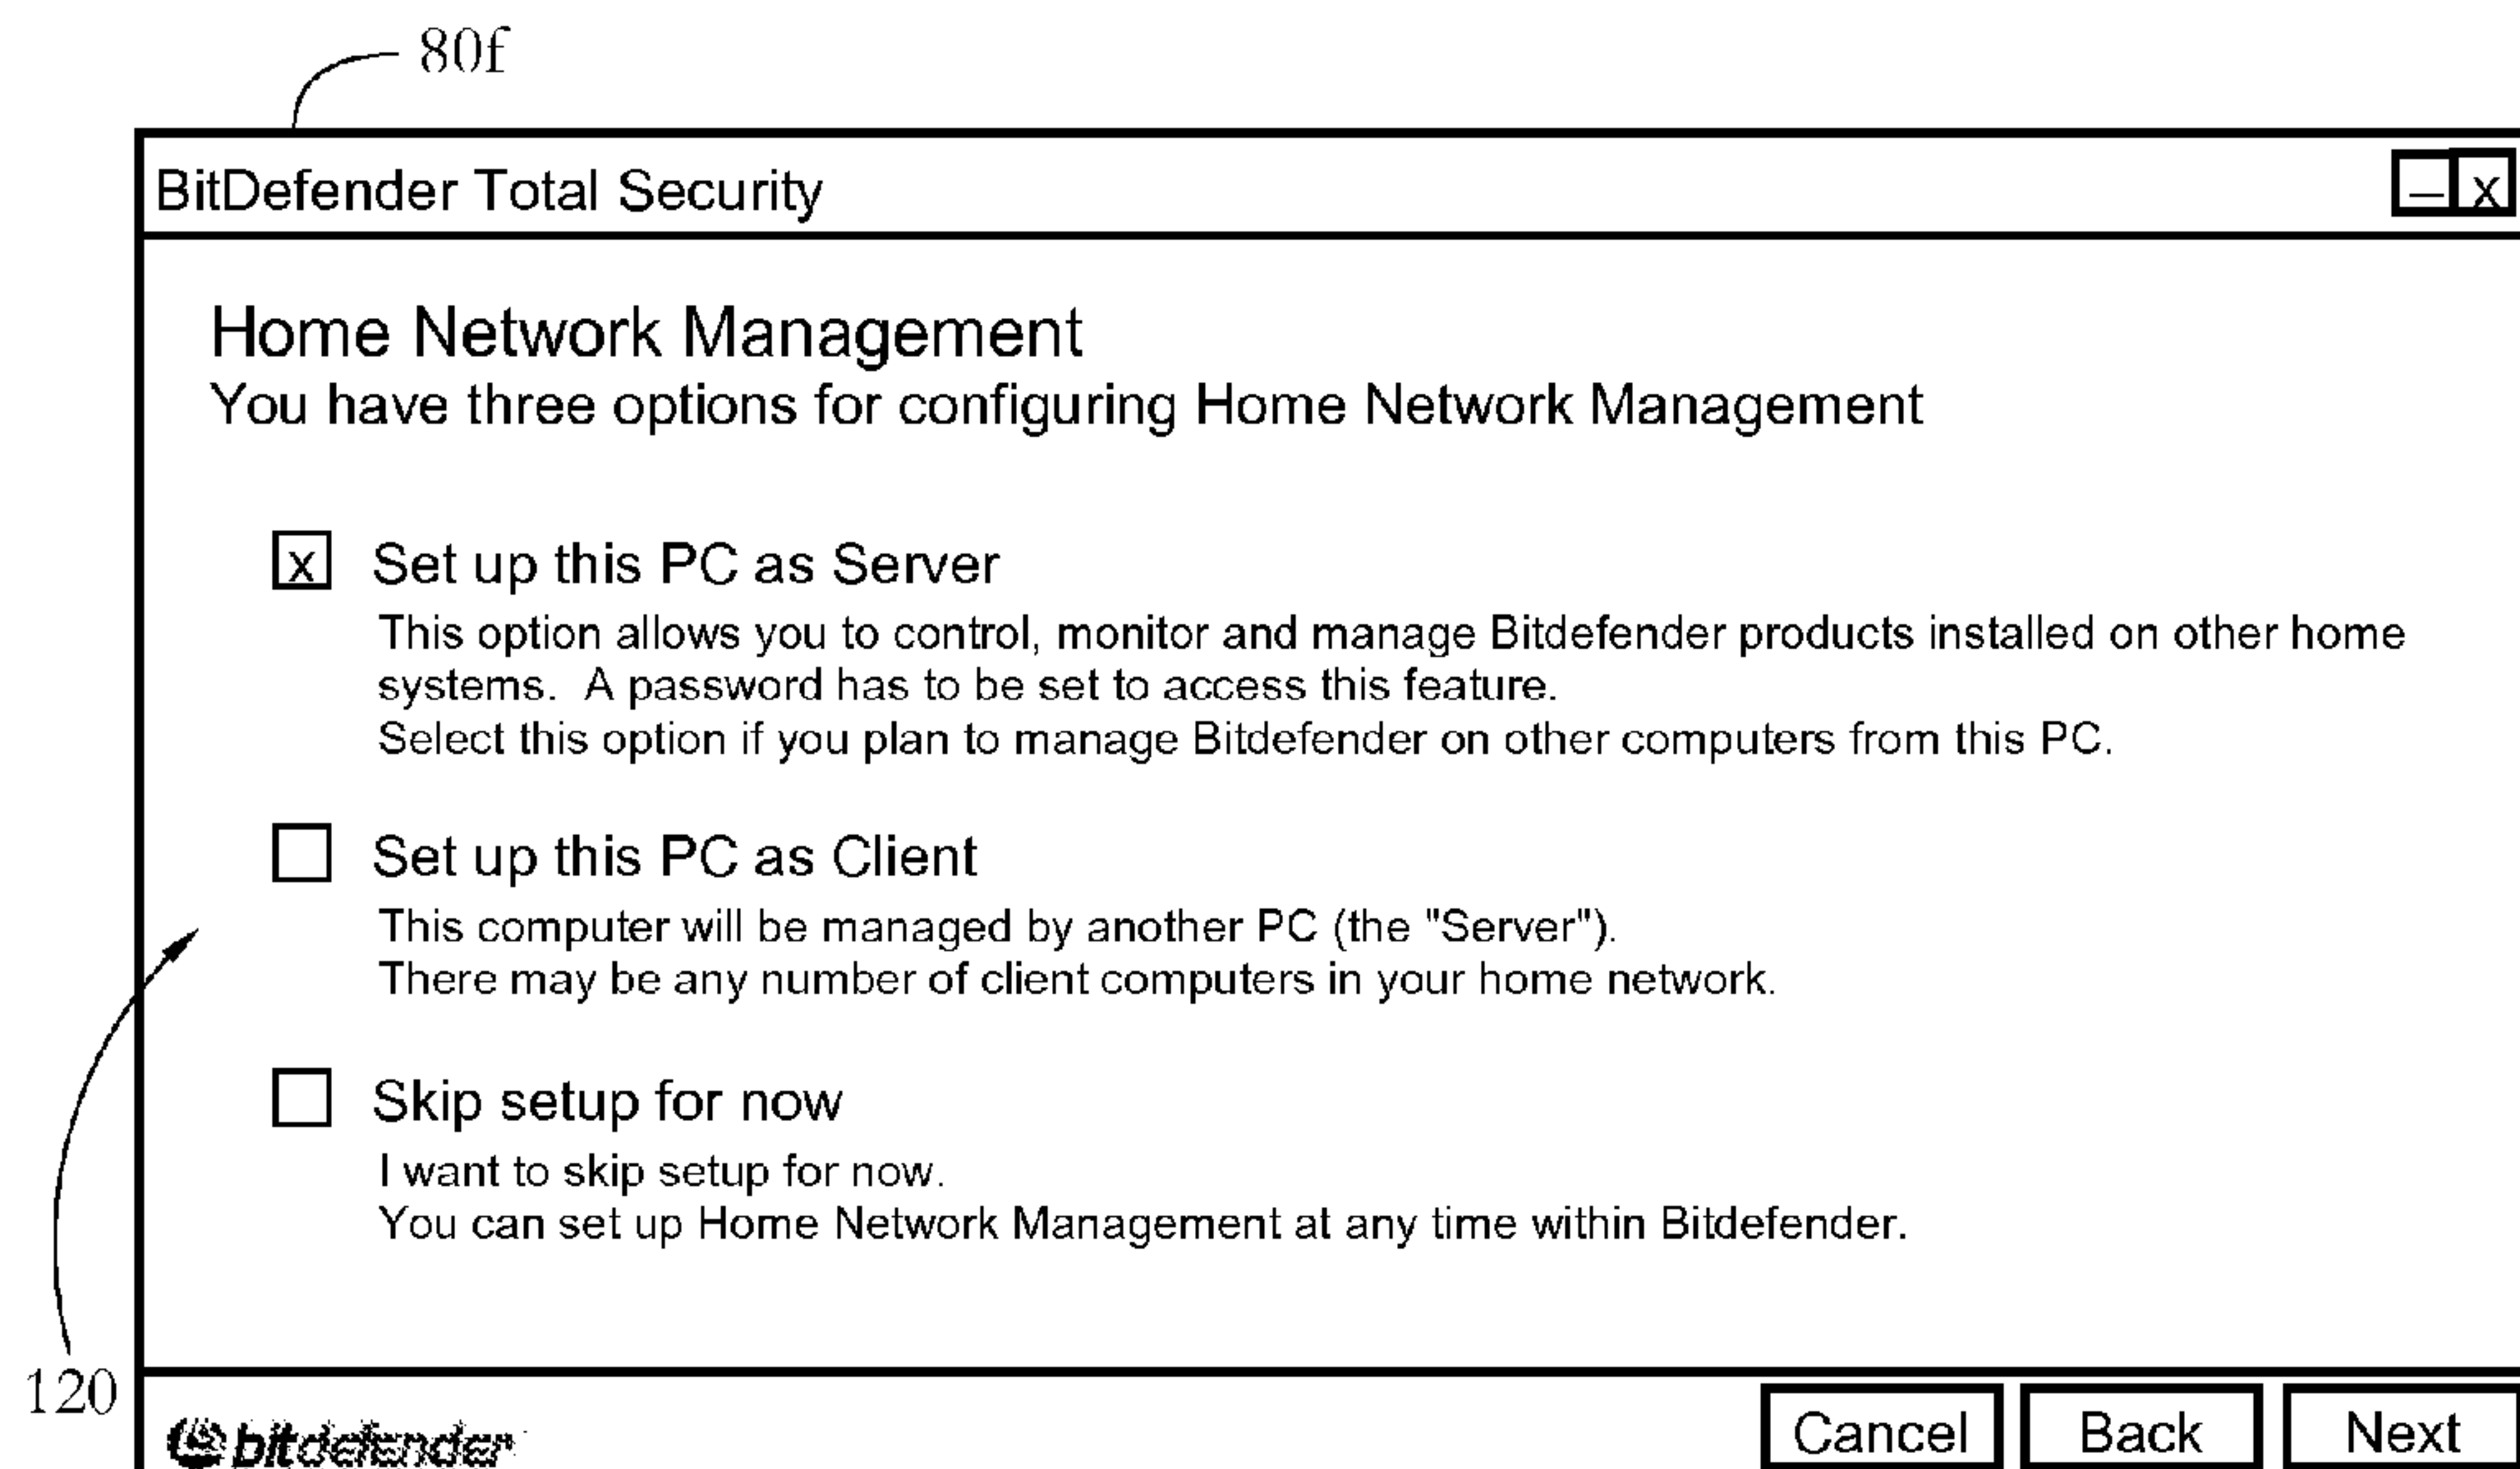 80f
BitDefender Total Security
_ x
Home Network Management
You have three options for configuring Home Network Management
x Set up this PC as Server
This option allows you to control, monitor and manage Bitdefender products installed on other home
systems. A password has to be set to access this feature.
Select this option if you plan to manage Bitdefender on other computers from this PC.
Set up this PC as Client
This computer will be managed by another PC (the "Server").
There may be any number of client computers in your home network.
Skip setup for now
I want to skip setup for now.
You can set up Home Network Management at any time within Bitdefender.
120
bitdefender
Cancel Back Next